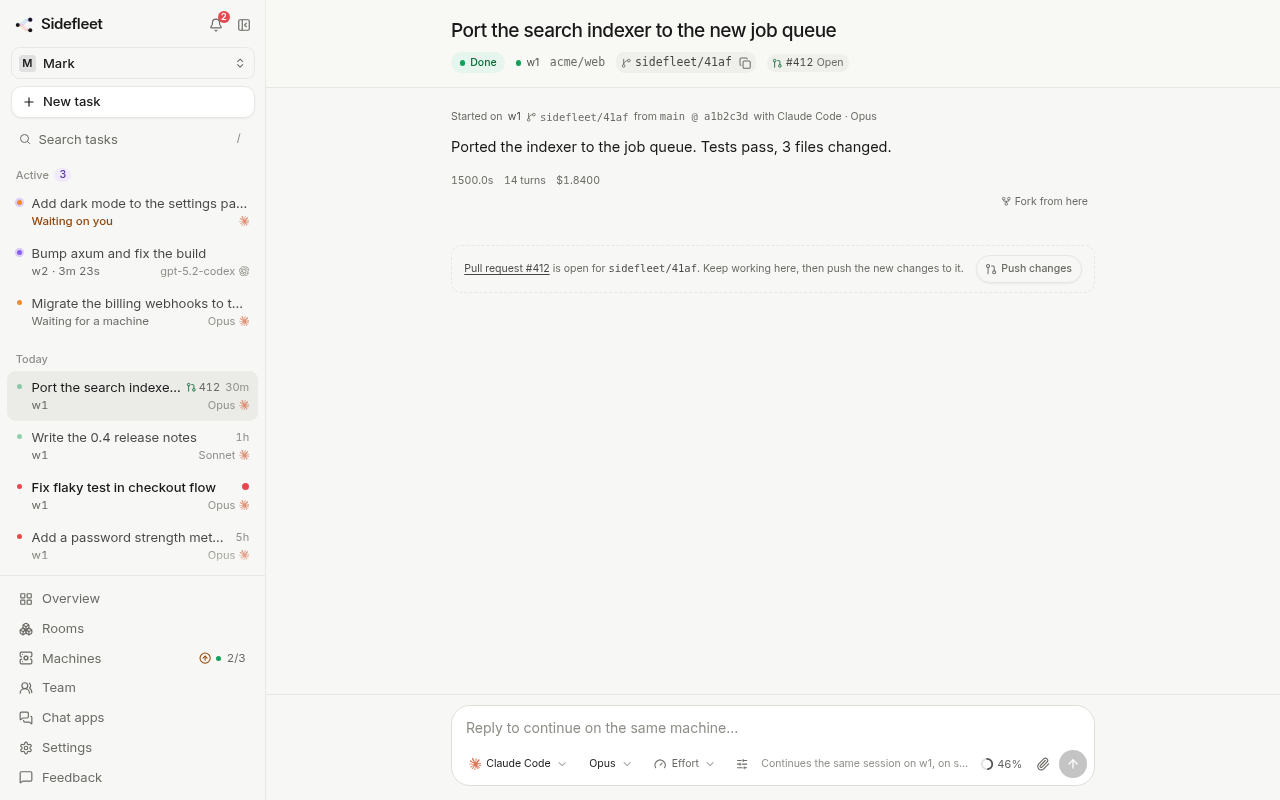 Sidefleet
2
M Mark
New task
Search tasks /
Active 3
Add dark mode to the settings pa...
Waiting on you
Bump axum and fix the build
w2 · 3m 23s gpt-5.2-codex
Migrate the billing webhooks to t...
Waiting for a machine Opus
Today
Port the search indexe... 412 30m
w1 Opus
Write the 0.4 release notes 1h
w1 Sonnet
Fix flaky test in checkout flow
w1 Opus
Add a password strength met... 5h
w1 Opus
Overview
Rooms
Machines 2/3
Team
Chat apps
Settings
Feedback
Port the search indexer to the new job queue
Done w1 acme/web sidefleet/41af #412 Open
Started on w1 sidefleet/41af from main @ a1b2c3d with Claude Code · Opus
Ported the indexer to the job queue. Tests pass, 3 files changed.
1500.0s 14 turns $1.8400
Fork from here
Pull request #412 is open for sidefleet/41af. Keep working here, then push the new changes to it. Push changes
Reply to continue on the same machine...
Claude Code Opus Effort Continues the same session on w1, on s... 46%